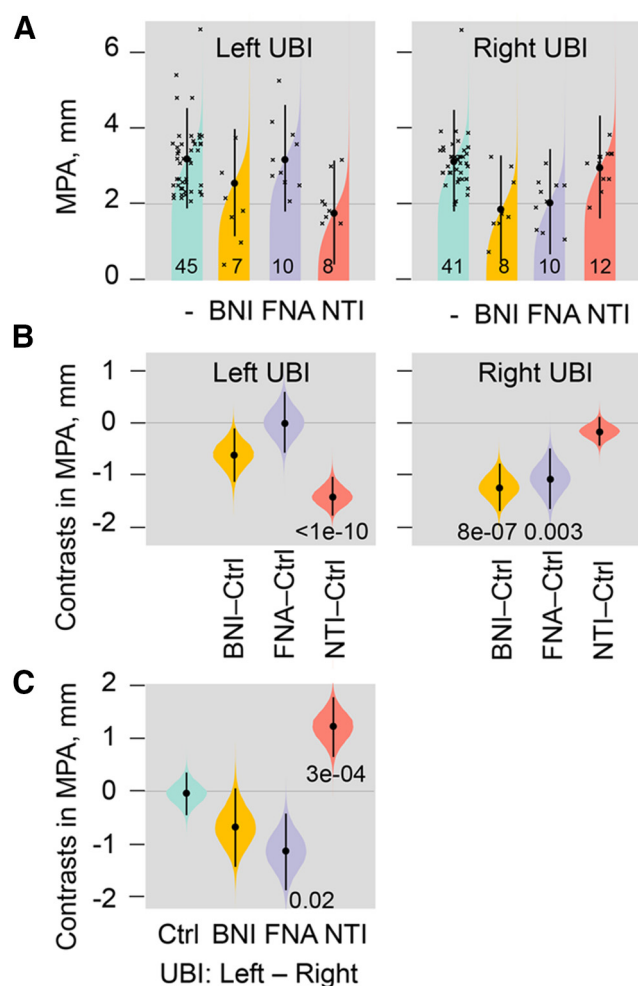 A
MPA, mm
6
4
2
0
Left UBI
45 7 10 8
- BNI FNA NTI
Right UBI
41 8 10 12
- BNI FNA NTI
B
Contrasts in MPA, mm
1
0
-1
-2
Left UBI
<1e-10
BNI–Ctrl
FNA–Ctrl
NTI–Ctrl
Right UBI
8e-07 0.003
BNI–Ctrl
FNA–Ctrl
NTI–Ctrl
C
Contrasts in MPA, mm
2
1
0
-1
-2
3e-04
0.02
Ctrl BNI FNA NTI
UBI: Left – Right